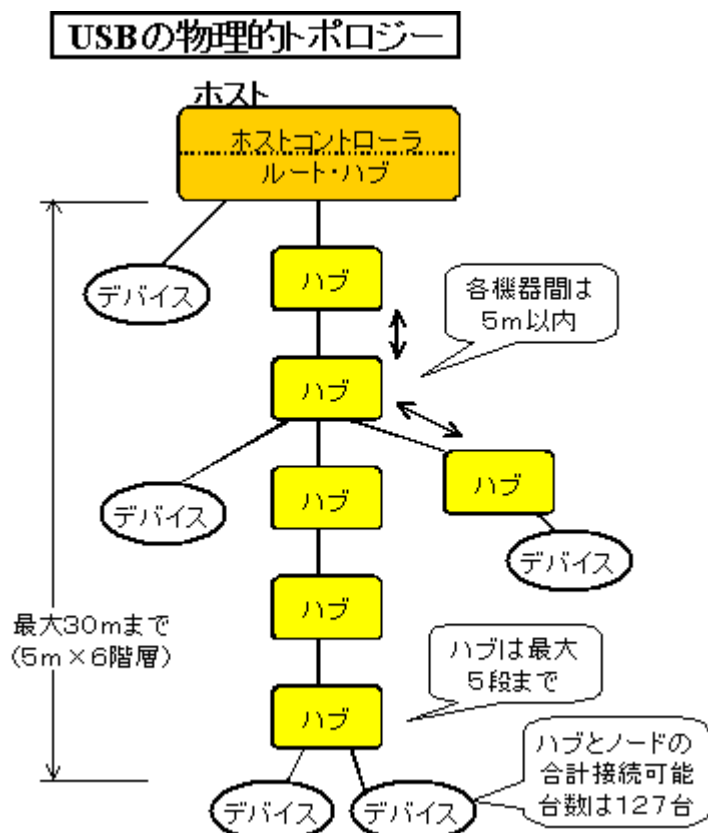 USBの物理的トポロジー
ホスト
ホストコントローラ
ルート・ハブ
デバイス
ハブ
各機器間は
5m以内
ハブ
デバイス
ハブ
ハブ
デバイス
最大30mまで
(5m×6階層)
ハブ
ハブは最大
5段まで
ハブ
ハブとノードの
合計接続可能
台数は127台
デバイス
デバイス